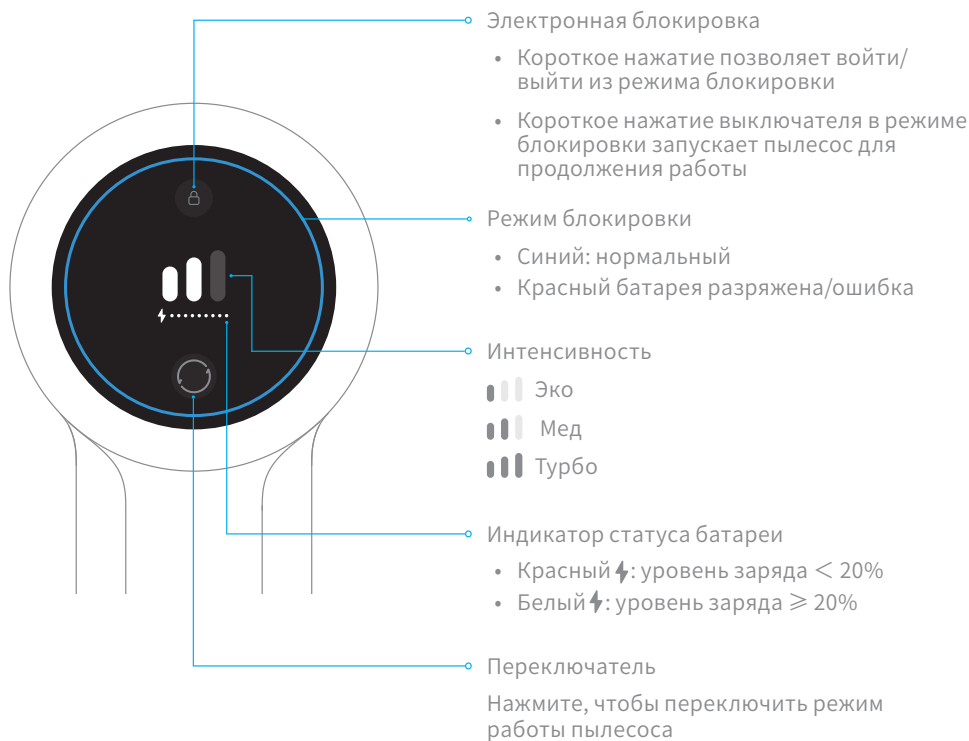 Электронная блокировка
• Короткое нажатие позволяет войти/
выйти из режима блокировки
• Короткое нажатие выключателя в режиме
блокировки запускает пылесос для
продолжения работы
Режим блокировки
• Синий: нормальный
• Красный батарея разряжена/ошибка
Интенсивность
Эко
Мед
Турбо
Индикатор статуса батареи
• Красный: уровень заряда < 20%
• Белый: уровень заряда ⩾ 20%
Переключатель
Нажмите, чтобы переключить режим
работы пылесоса